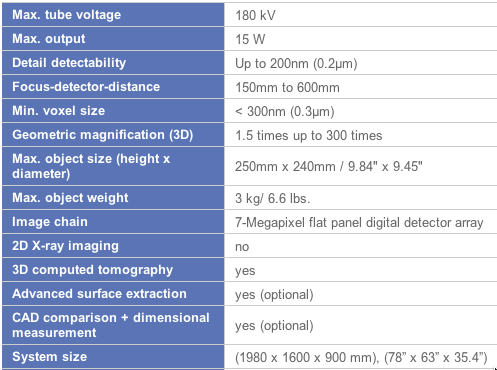 Max. tube voltage 180 kV
Max. output 15 W
Detail detectability Up to 200nm (0.2µm)
Focus-detector-distance 150mm to 600mm
Min. voxel size < 300nm (0.3µm)
Geometric magnification (3D) 1.5 times up to 300 times
Max. object size (height x
diameter) 250mm x 240mm / 9.84" x 9.45"
Max. object weight 3 kg/ 6.6 lbs.
Image chain 7-Megapixel flat panel digital detector array
2D X-ray imaging no
3D computed tomography yes
Advanced surface extraction yes (optional)
CAD comparison + dimensional
measurement yes (optional)
System size (1980 x 1600 x 900 mm), (78” x 63” x 35.4”)